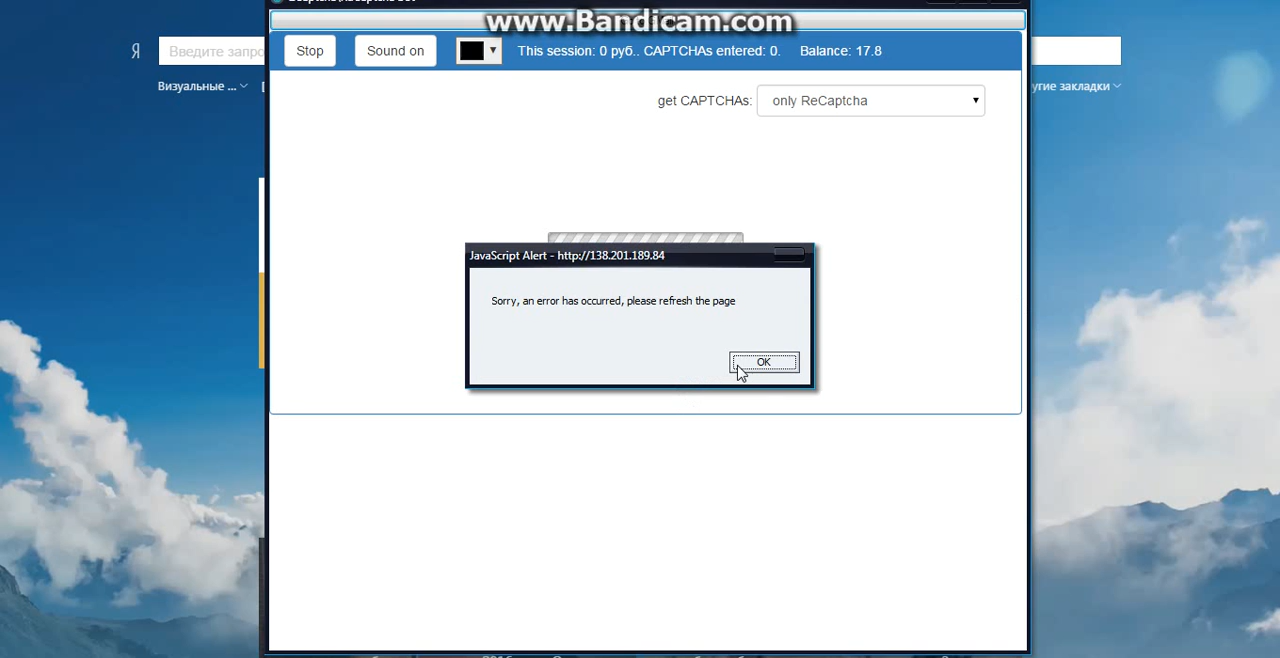 www.Bandicam.com
Я Введите запро
Stop Sound on This session: 0 руб.. CAPTCHAs entered: 0. Balance: 17.8
Визуальные ... угие закладки
get CAPTCHAs: only ReCaptcha
JavaScript Alert - http://138.201.189.84
Sorry, an error has occurred, please refresh the page
OK